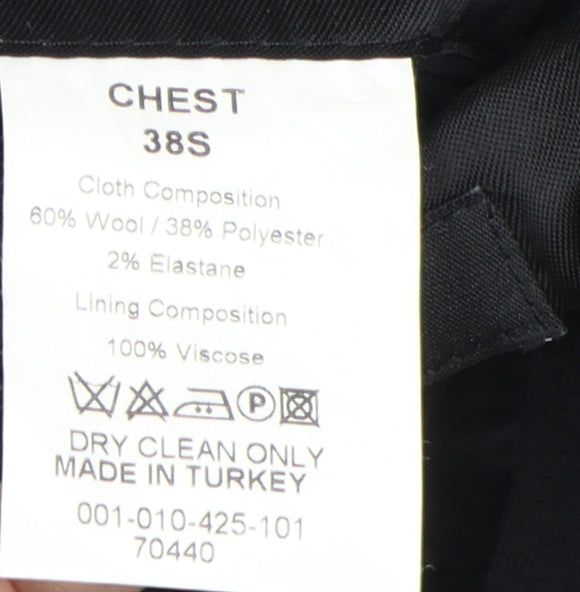 CHEST
38S
Cloth Composition
60% Wool / 38% Polyester
2% Elastane
Lining Composition
100% Viscose
P
DRY CLEAN ONLY
MADE IN TURKEY
001-010-425-101
70440